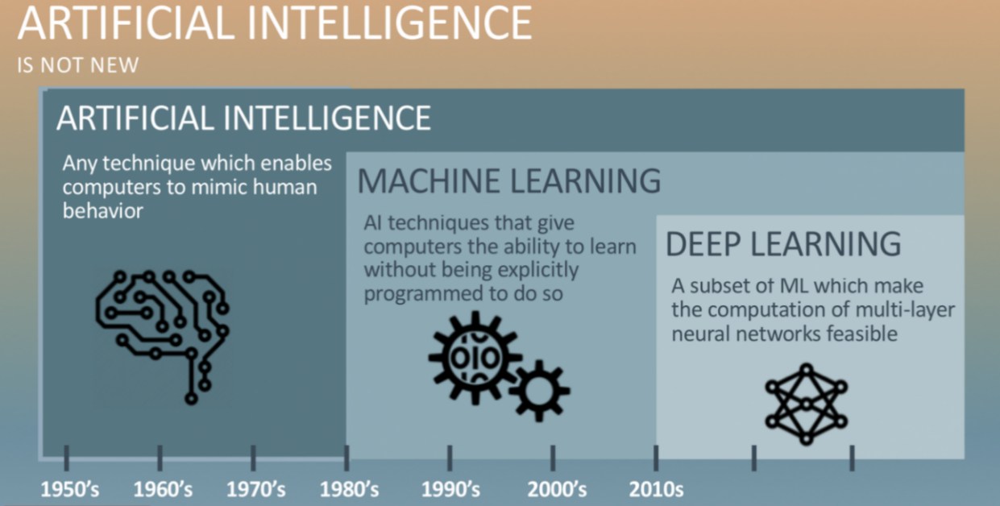 ARTIFICIAL INTELLIGENCE
IS NOT NEW
ARTIFICIAL INTELLIGENCE
Any technique which enables
computers to mimic human
behavior
MACHINE LEARNING
AI techniques that give
computers the ability to learn
without being explicitly
programmed to do so
DEEP LEARNING
A subset of ML which make
the computation of multi-layer
neural networks feasible
1950’s 1960’s 1970’s 1980’s 1990’s 2000’s 2010s